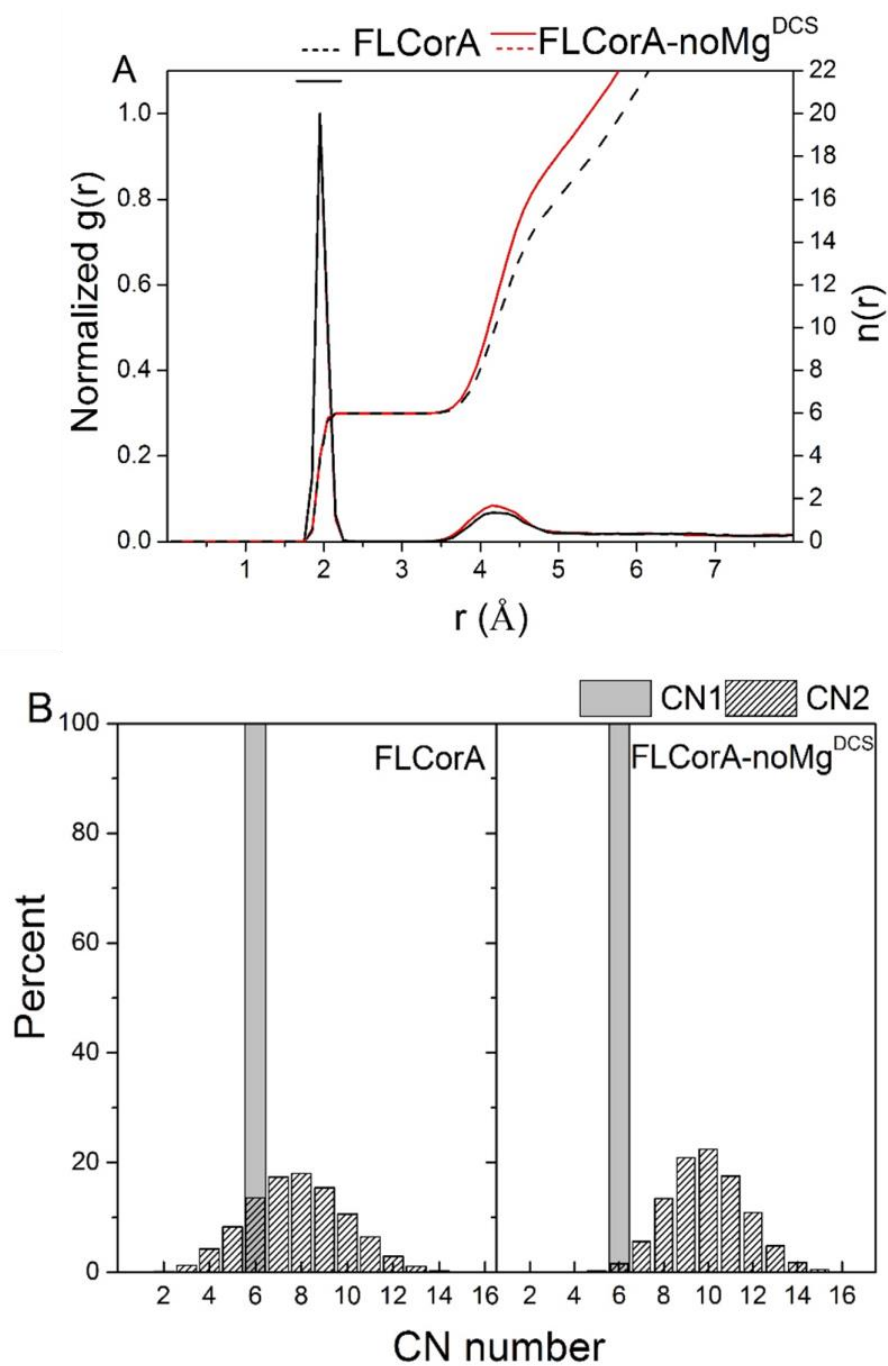 FLCorA FLCorA-noMg^DCS
A
1.0
0.8
0.6
0.4
0.2
0.0
Normalized g(r)
22
20
18
16
14
12
10
8
6
4
2
0
n(r)
1 2 3 4 5 6 7
r (Å)
CN1 CN2
B
FLCorA FLCorA-noMg^DCS
100
80
60
40
20
0
Percent
2 4 6 8 10 12 14 16 2 4 6 8 10 12 14 16
CN number